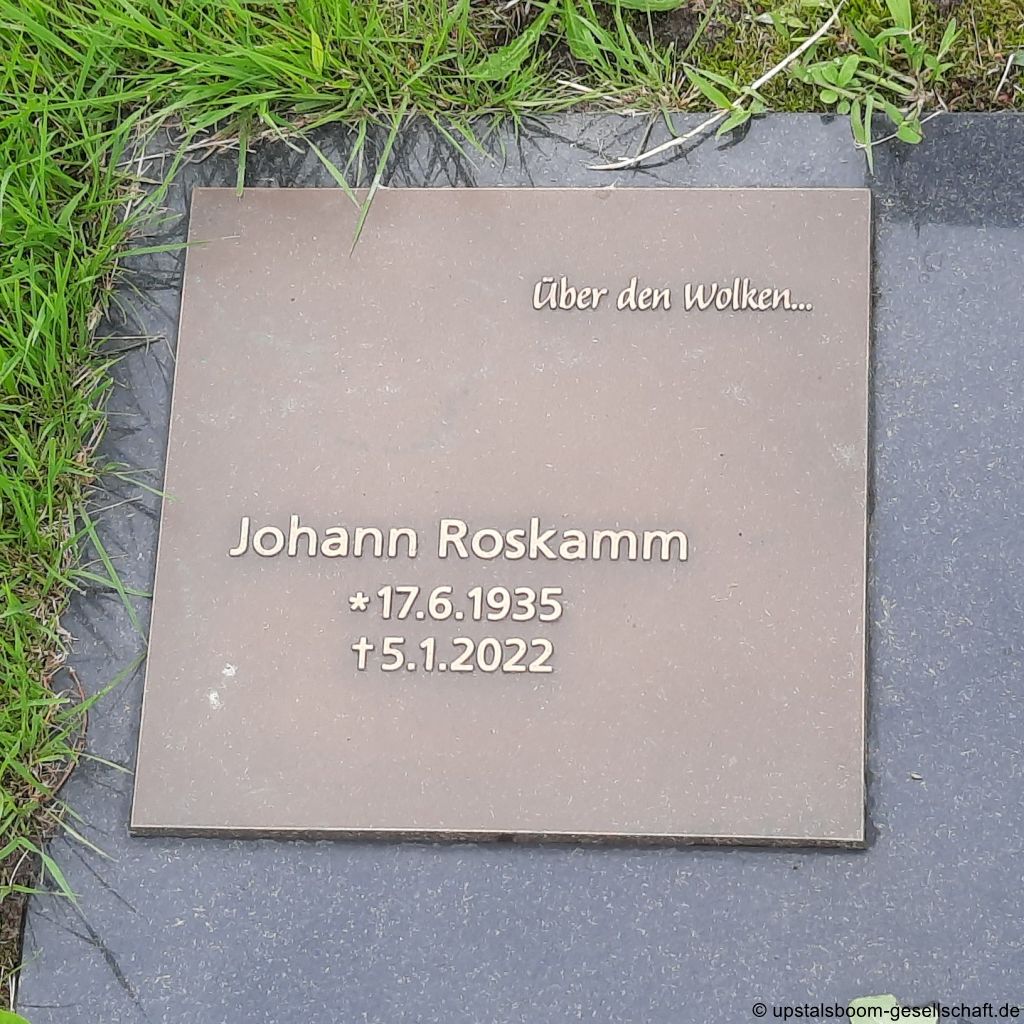 Über den Wolken...
Johann Roskamm
*17.6.1935
†5.1.2022
© upstalsboom-gesellschaft.de